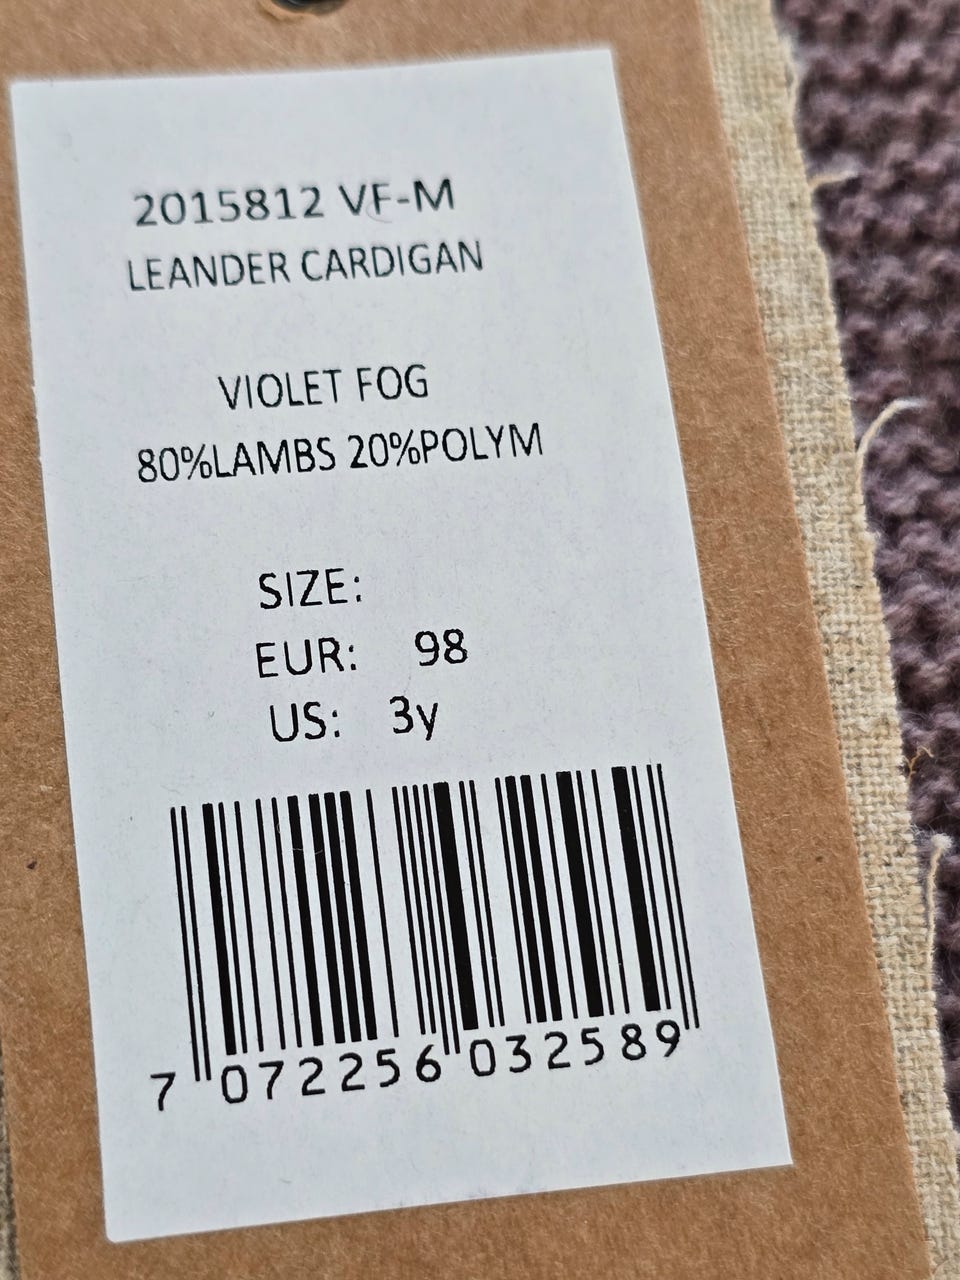 2015812 VF-M
LEANDER CARDIGAN
VIOLET FOG
80%LAMBS 20%POLYM
SIZE:
EUR: 98
US: 3y
7 072256 032589